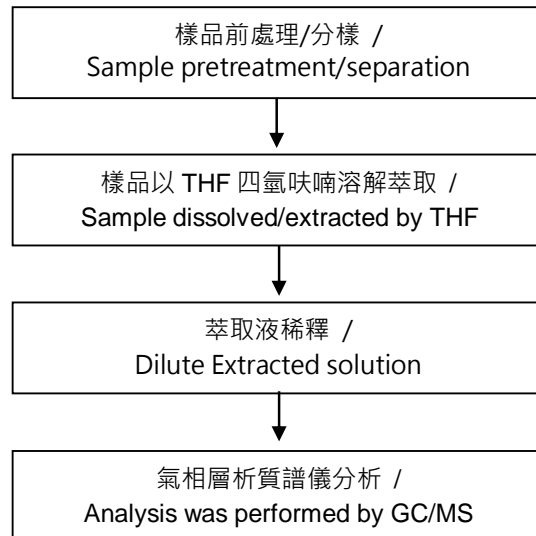 樣品前處理/分樣 /
Sample pretreatment/separation
樣品以 THF 四氫呋喃溶解萃取 /
Sample dissolved/extracted by THF
萃取液稀釋 /
Dilute Extracted solution
氣相層析質譜儀分析 /
Analysis was performed by GC/MS